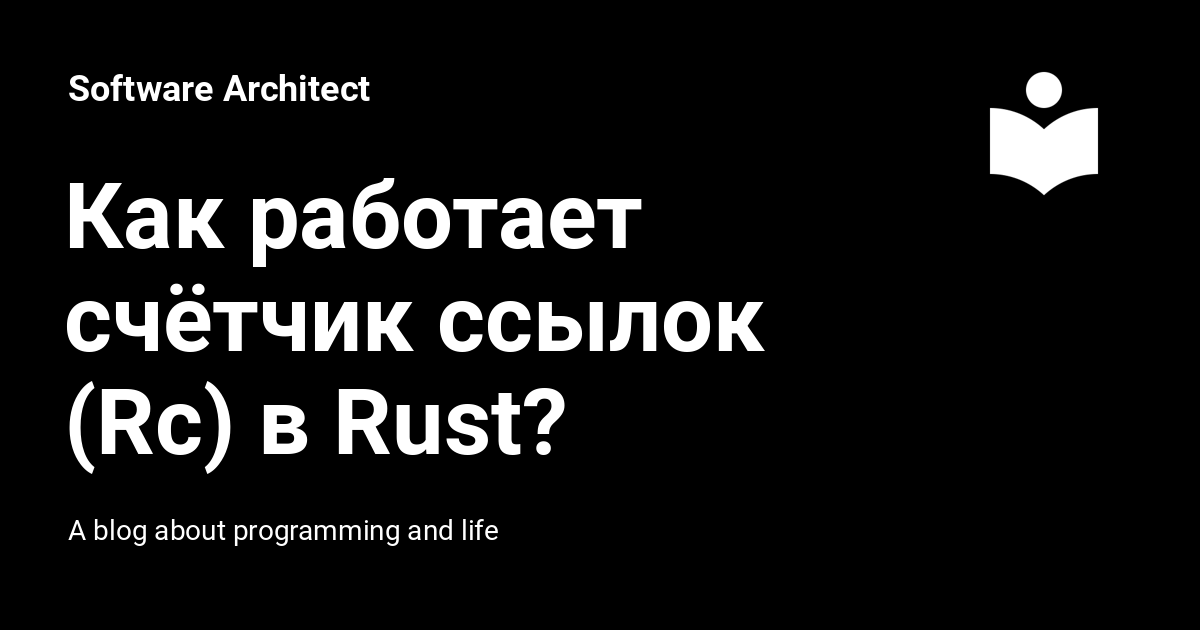 Software Architect
Как работает
счётчик ссылок
(Rc) в Rust?
A blog about programming and life